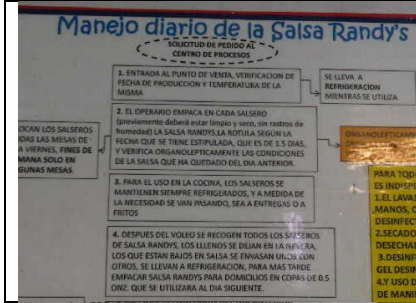 Manejo diario de la Salsa Randy's
SOLICITUD DE PEDIDO AL
CENTRO DE PROCESOS
1. ENTRADA AL PUNTO DE VENTA, VERIFICACION DE
FECHA DE PRODUCCION Y TEMPERATURA DE LA
MISMA
SE LLEVA A
REFRIGERACION
MIENTRAS SE UTILIZA
2. EL OPERARIO EMPACA EN CADA SALSERO
(previamente deberá estar limpio y seco, sin rastros de
humedad) LA SALSA RANDYS,LA ROTULA SEGÚN LA
FECHA QUE SE TIENE ESTIPULADA, QUE ES DE 1.5 DIAS,
Y VERIFICA ORGANOLEPTICAMENTE LAS CONDICIONES
DE LA SALSA QUE HA QUEDADO DEL DIA ANTERIOR.
OCAN LOS SALSEROS
DAS LAS MESAS DE
A VIERNES, FINES DE
MANA SOLO EN
GUNAS MESAS.
ORGANOLEPTICAM
3. PARA EL USO EN LA COCINA, LOS SALSEROS SE
MANTIENEN SIEMPRE REFRIGERADOS, Y A MEDIDA DE
LA NECESIDAD SE VAN PASANDO, SEA A ENTREGAS O A
FRITOS
4. DESPUES DEL VOLEO SE RECOGEN TODOS LOS SALSEROS
DE SALSA RANDYS, LOS LLLENOS SE DEJAN EN LA NEVERA,
LOS QUE ESTAN BAJOS EN SALSA SE ENVASAN UNOS CON
OTROS, SE LLEVAN A REFRIGERACION, PARA MAS TARDE
EMPACAR SALSA RANDYS PARA DOMICILIOS EN COPAS DE 0.5
ONZ. QUE SE UTILIZARA AL DIA SIGUIENTE.
PARA TOD
ES INDISPE
1.EL LAVAD
MANOS, C
DESINFECT
2.SECADO
DESECHAB
3.DESINF
GEL DESIN
4.Y USO
DE MANI